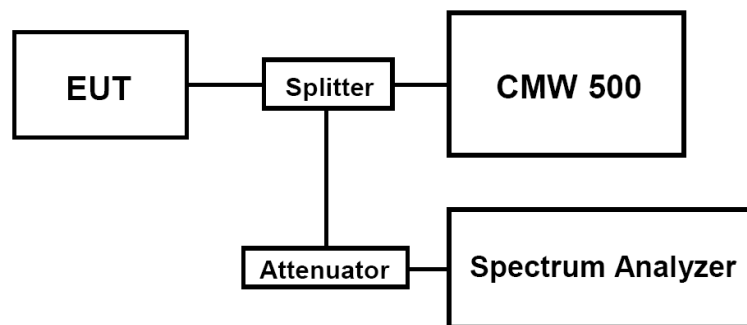 EUT
Splitter
CMW 500
Attenuator
Spectrum Analyzer